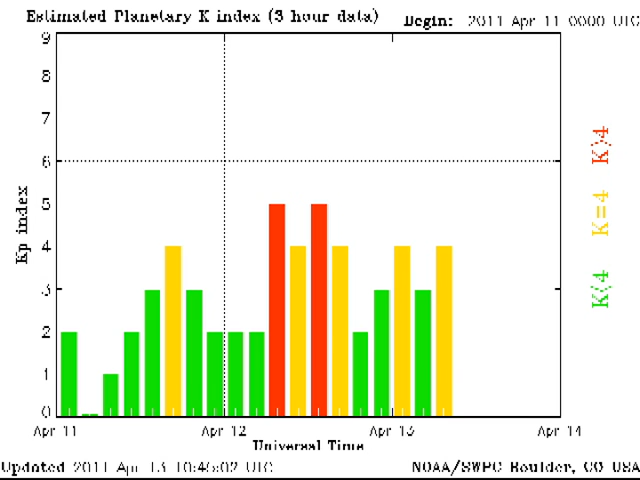 Estimated Planetary K index (3 hour data)
Begin: 2011 Apr 11 0000 UTC
9
8
7
6
5
4
3
2
1
0
Kp index
K>4
K=4
K<4
Apr 11
Apr 12
Apr 13
Apr 14
Universal Time
Updated 2011 Apr 13 10:45:02 UTC
NOAA/SWPC Boulder, CO USA